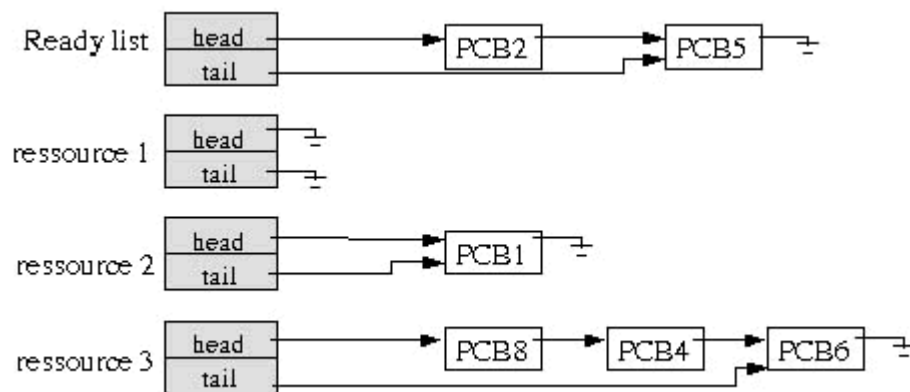 Ready list head PCB2 PCB5
tail
ressource 1 head
tail
ressource 2 head PCB1
tail
ressource 3 head PCB8 PCB4 PCB6
tail